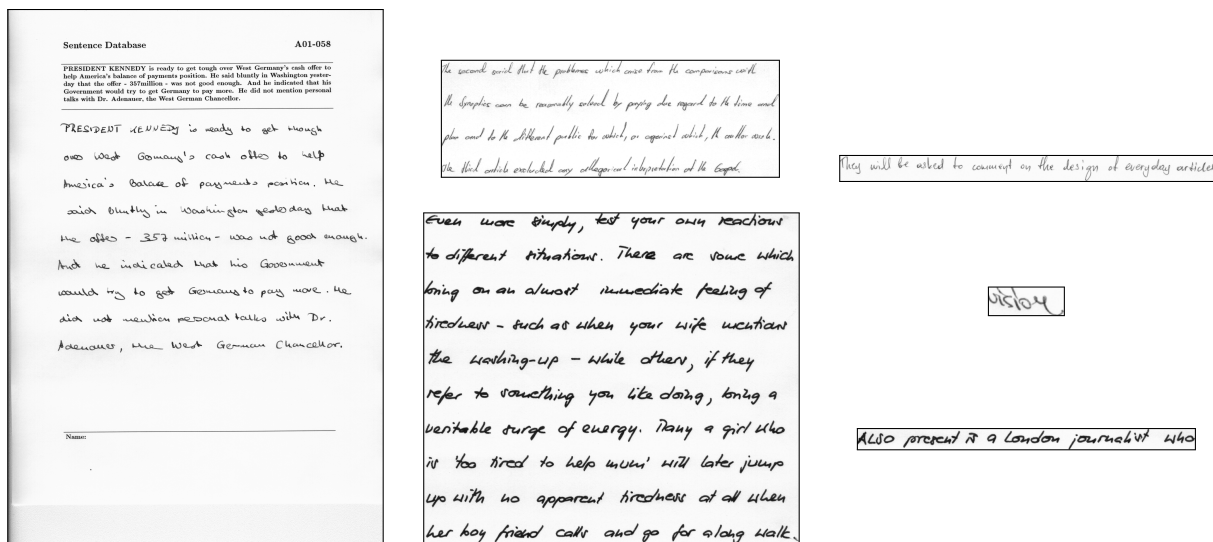 Sentence Database A01-058
PRESIDENT KENNEDY is ready to get tough over West Germany's cash offer to
help America's balance of payments position. He said bluntly in Washington yester-
day that the offer - 357million - was not good enough. And he indicated that his
Government would try to get Germany to pay more. He did not mention personal
talks with Dr. Adenauer, the West German Chancellor.
PRESIDENT KENNEDY is ready to get though
over West Germany's cash offer to help
America's Balance of payments position. He
said bluntly in Washington yesterday that
the offer - 357 million - was not good enough.
And he indicated that his Government
would try to get Germany to pay more. He
did not mention personal talks with Dr.
Adenauer, the West German Chancellor.
Name:
The second said that the problems which arose from the comparisons with
the Synoptics can be reasonably solved by paying due regard to the time and
plan and to the different public for which, or against which, the author wrote.
The third article excluded any allegorical interpretation of the Gospel.
Even more simply, test your own reactions
to different situations. There are some which
bring on an almost immediate feeling of
tiredness - such as when your wife mentions
the washing-up - while others, if they
refer to something you like doing, bring a
veritable surge of energy. Many a girl who
is 'too tired to help mum' will later jump
up with no apparent tiredness at all when
her boy friend calls and go for a long walk.
They will be asked to comment on the design of everyday articles
ALSO present is a London journalist who